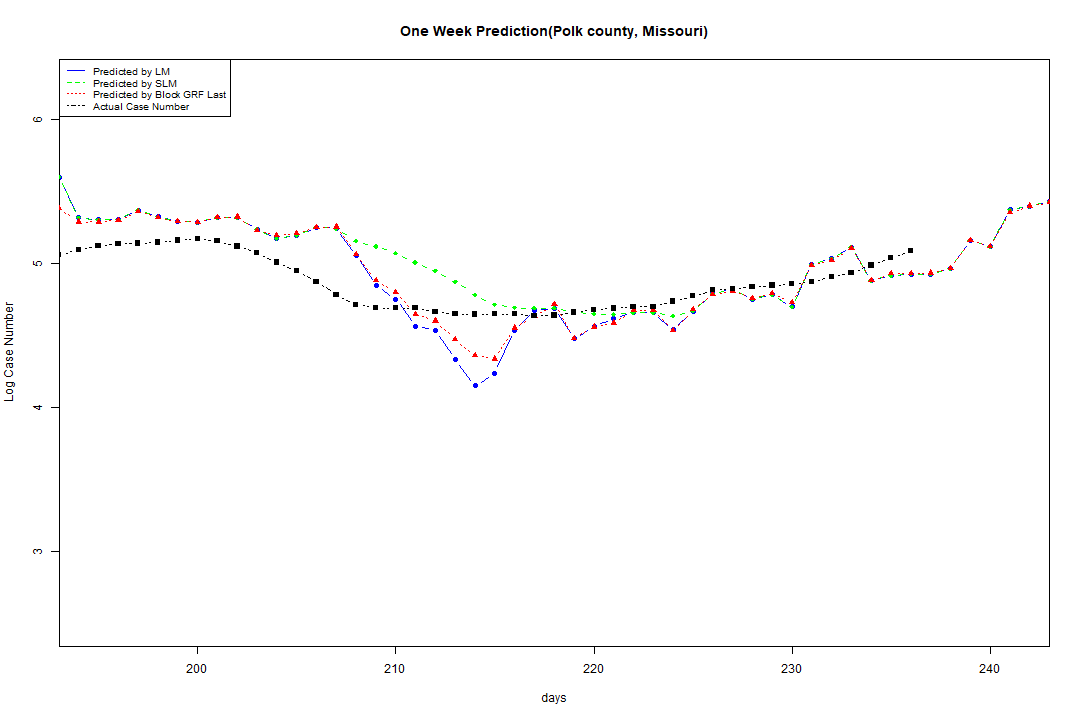 One Week Prediction(Polk county, Missouri)
Predicted by LM
Predicted by SLM
Predicted by Block GRF Last
Actual Case Number
6
5
4
3
Log Case Number
200 210 220 230 240
days